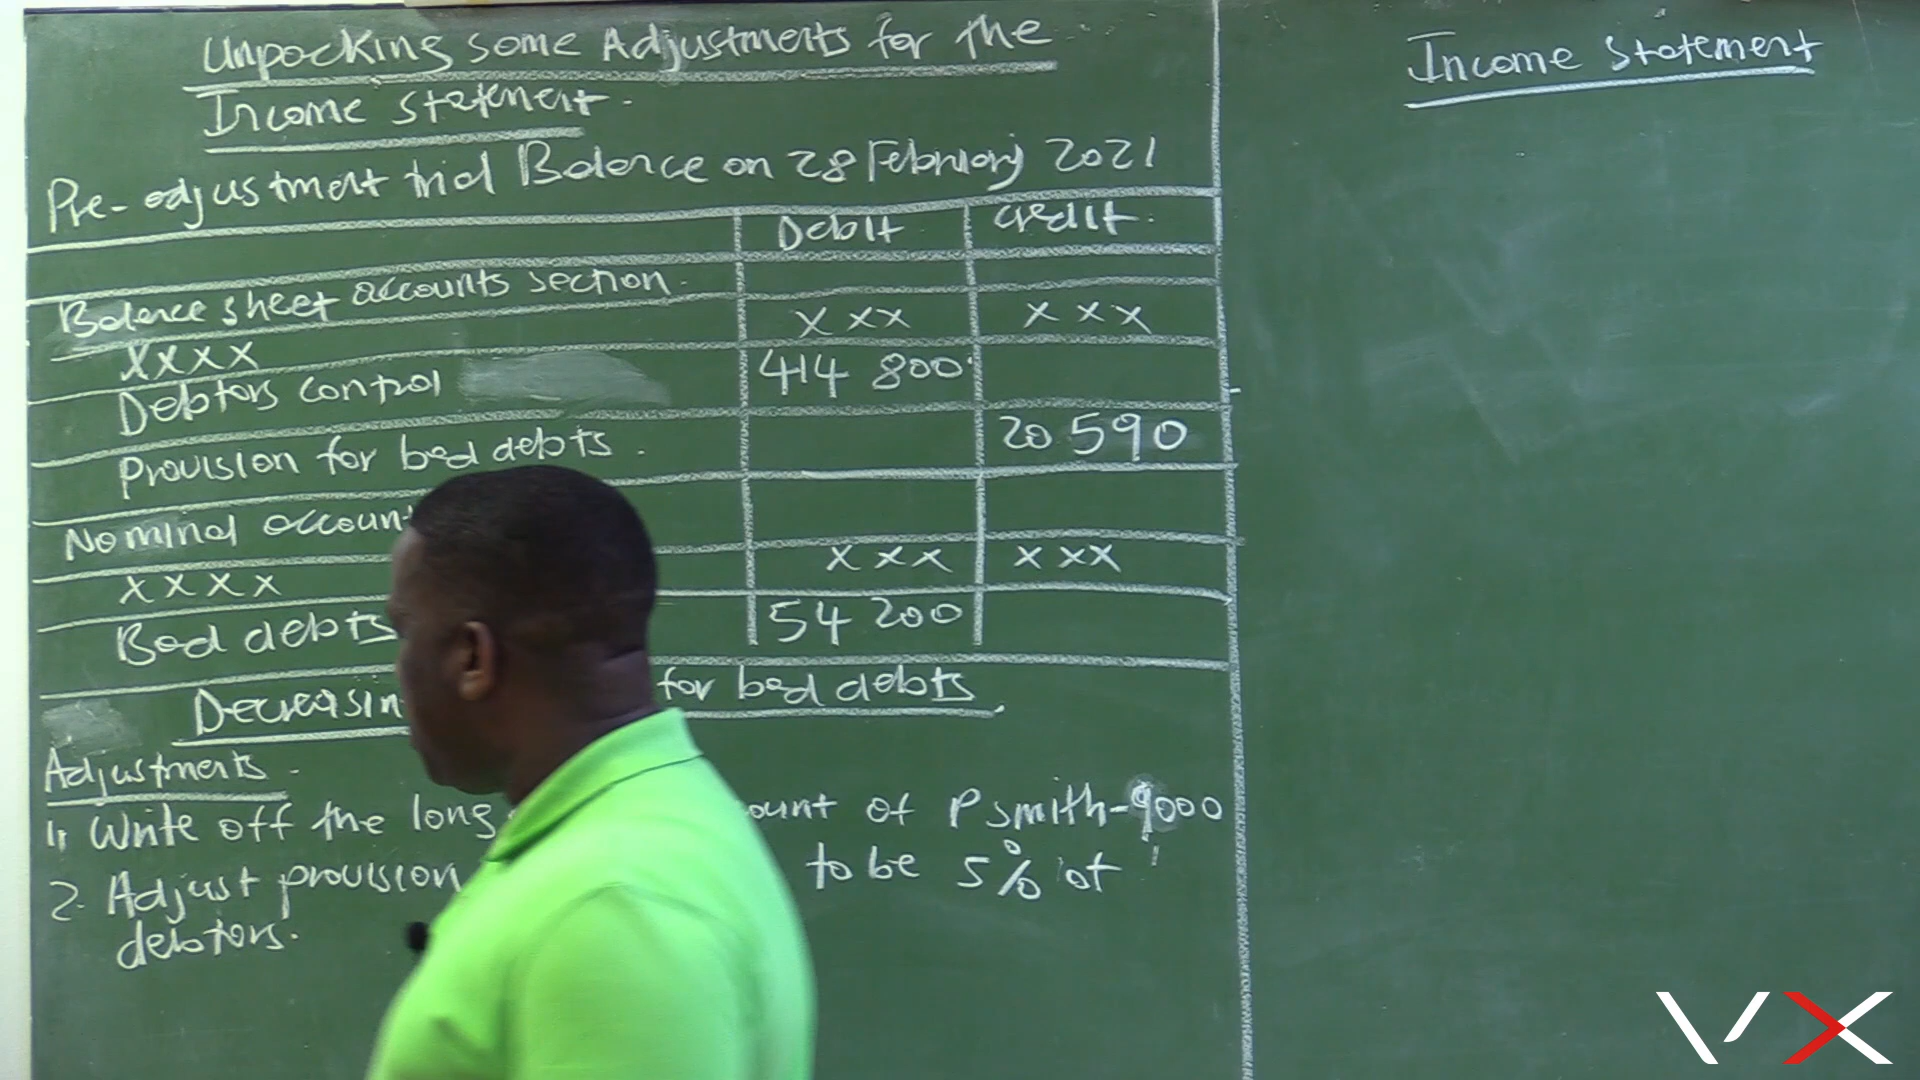 Unpacking some Adjustments for the
Income statement.
Pre-adjustment trial Balance on 28 February 2021
Debit Credit.
Balance sheet accounts section.
XXXX XXX XXX
Debtors control 414 800
Provision for bad debts. 20 590
Nominal account
XXXX XXX XXX
Bad debts 54 200
Decreasin for bad debts
Adjustments.
1, Write off the long ount of P Smith-9000
2. Adjust provision to be 5% of
debtors.
Income statement
VX